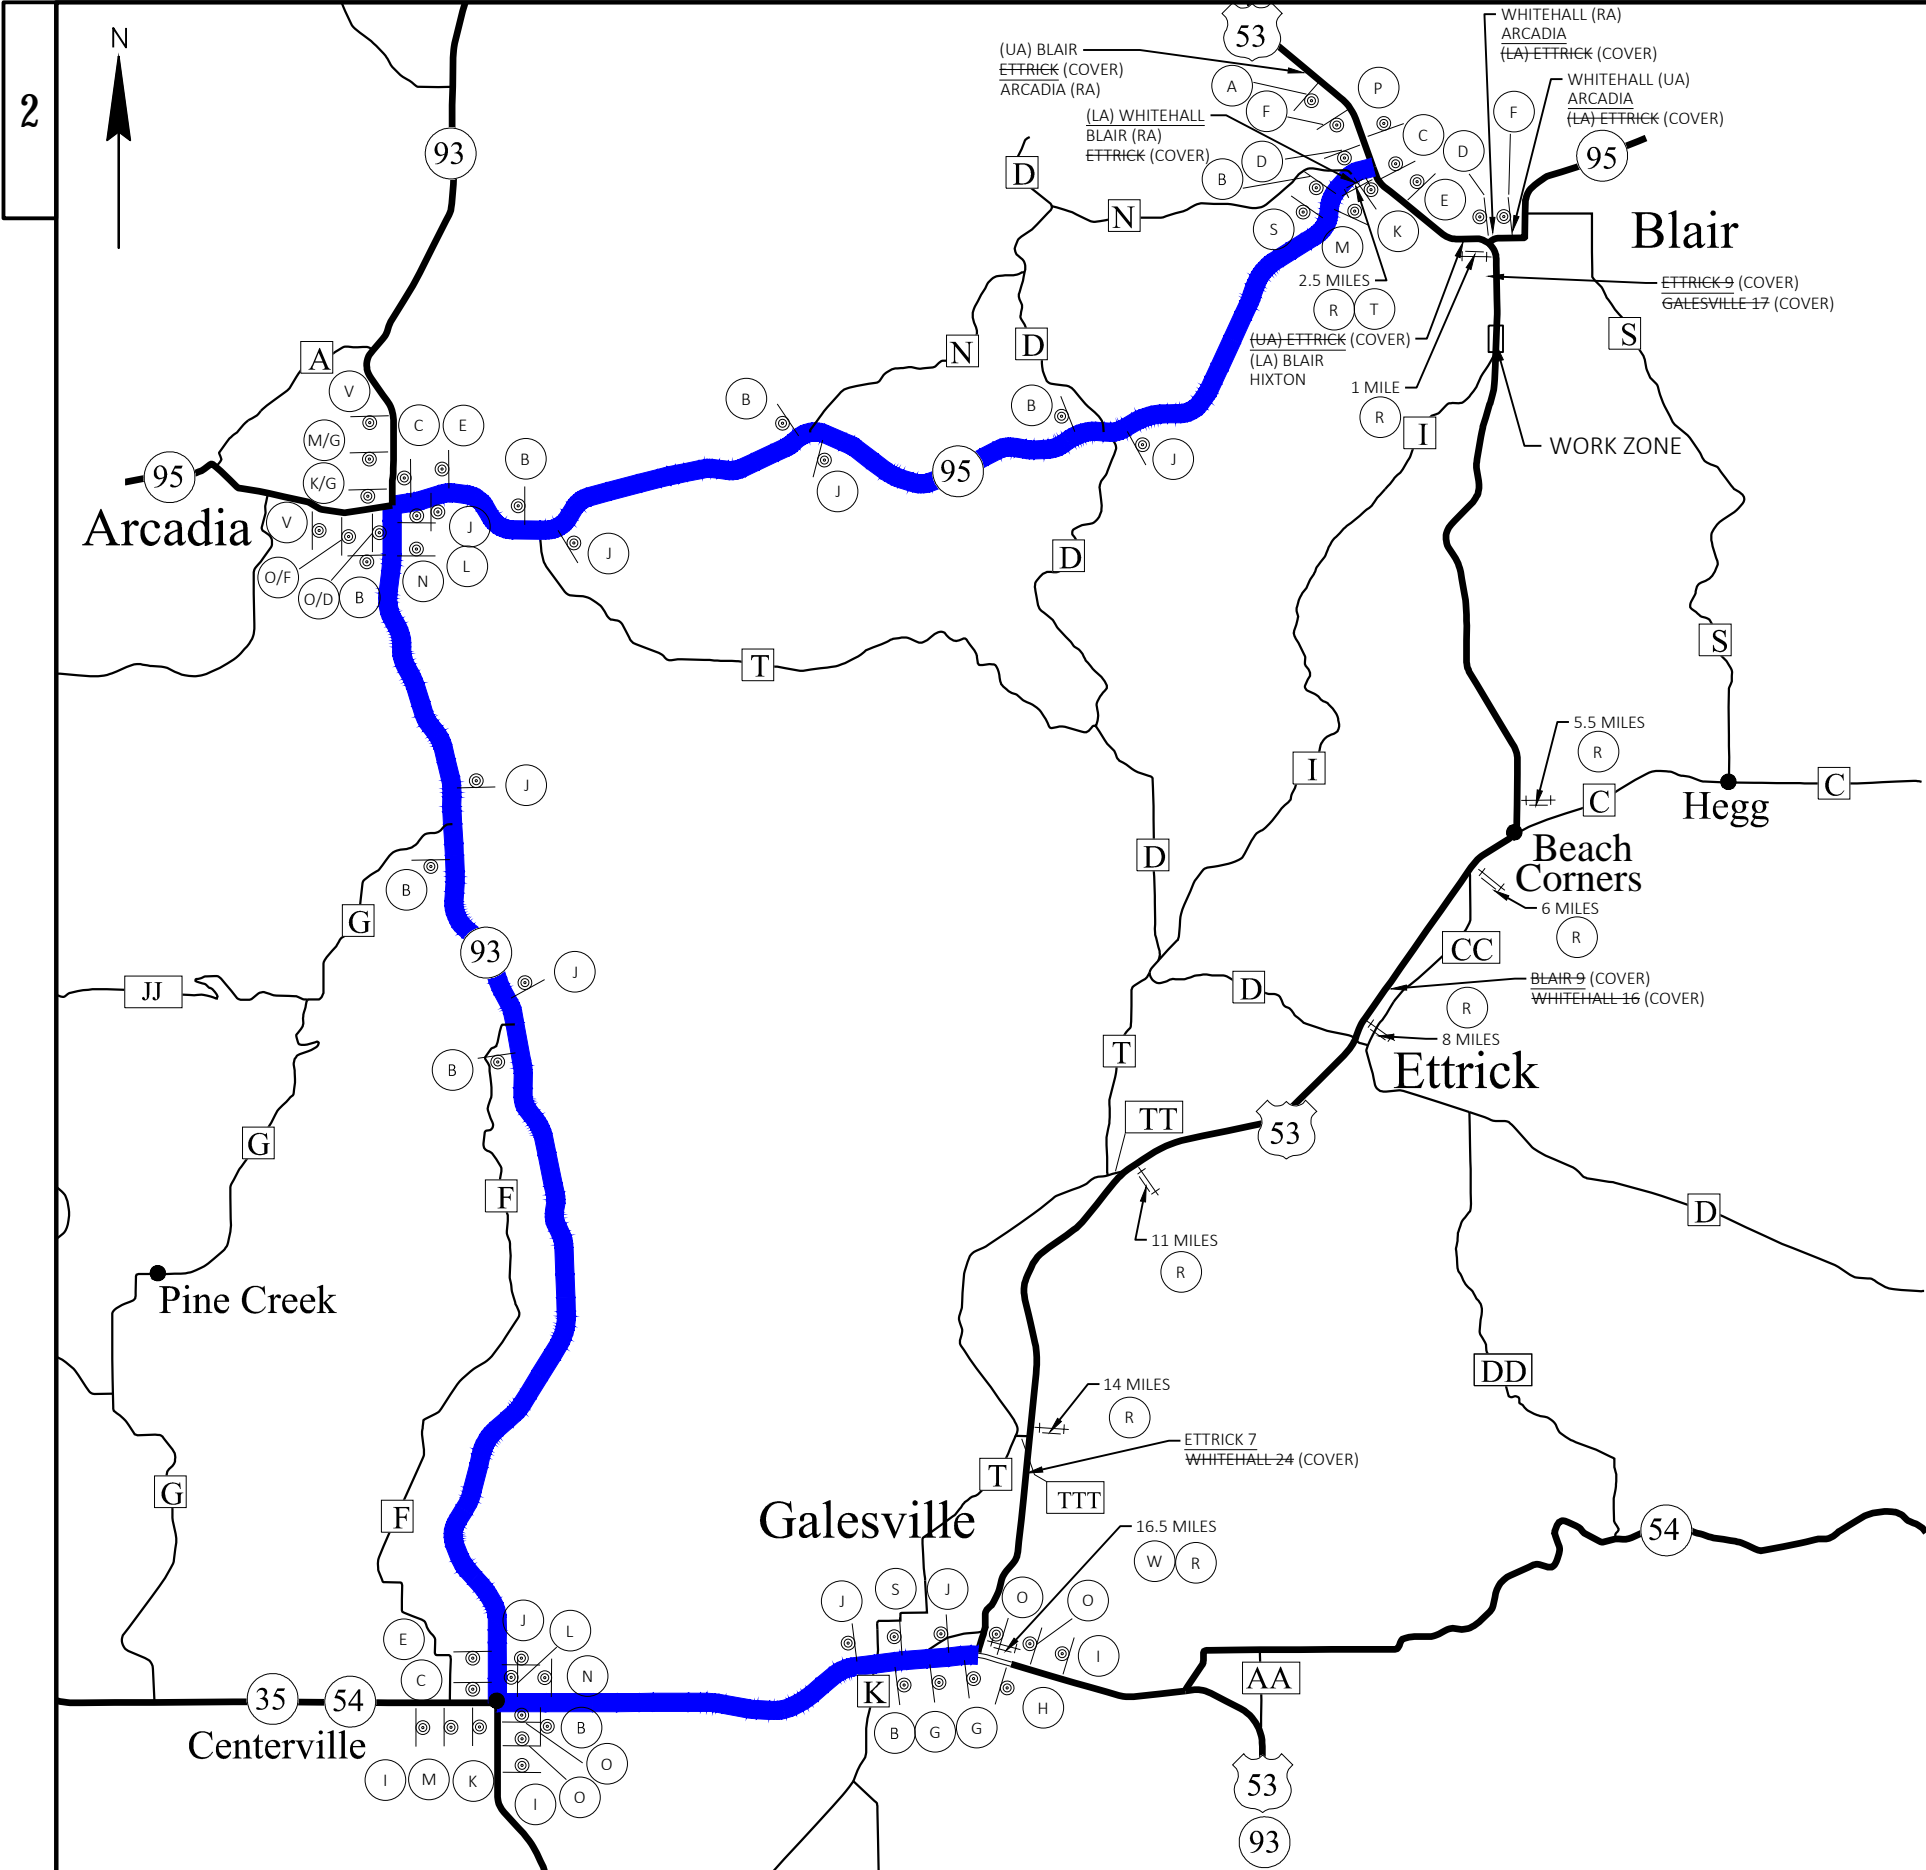 2
N
93
53
(UA) BLAIR
ETTRICK (COVER)
ARCADIA (RA)
(LA) WHITEHALL
BLAIR (RA)
ETTRICK (COVER)
WHITEHALL (RA)
ARCADIA
(LA) ETTRICK (COVER)
WHITEHALL (UA)
ARCADIA
(LA) ETTRICK (COVER)
A
F
P
C
D
F
D
B
E
S
M
K
95
Blair
D
N
2.5 MILES
R
T
ETTRICK 9 (COVER)
GALESVILLE 17 (COVER)
(UA) ETTRICK (COVER)
(LA) BLAIR
HIXTON
1 MILE
R
S
N
D
A
V
M/G
C
E
K/G
B
B
J
B
J
95
I
WORK ZONE
95
Arcadia
V
O/F
O/D
B
N
L
J
J
D
T
S
J
I
5.5 MILES
R
C
Hegg
C
Beach
Corners
6 MILES
R
D
B
G
93
J
CC
JJ
D
BLAIR 9 (COVER)
WHITEHALL 16 (COVER)
R
8 MILES
Ettrick
B
T
TT
53
G
F
D
11 MILES
R
Pine Creek
DD
14 MILES
R
ETTRICK 7
WHITEHALL 24 (COVER)
T
TTT
G
F
Galesville
16.5 MILES
W
R
54
J
S
J
O
O
I
E
J
L
C
N
K
AA
35
54
Centerville
B
B
G
G
H
I
M
K
O
O
I
53
93